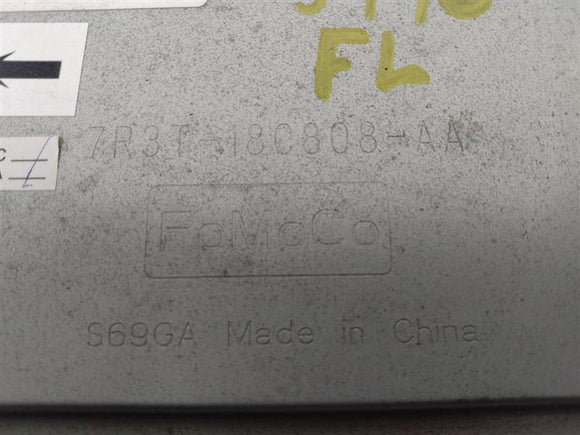 FL
7R3T-18C808-AA
FoMoCo
S69GA Made in China